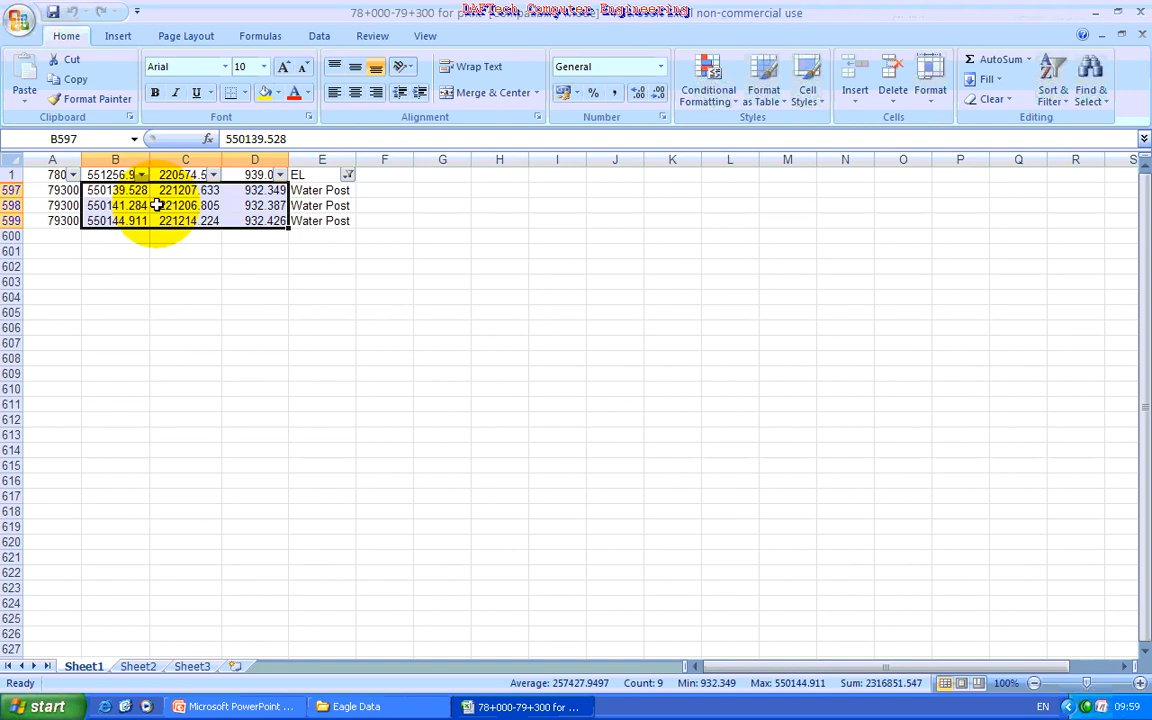 DAFTech Computer Engineering
78+000-79+300 for
non-commercial use
Home Insert Page Layout Formulas Data Review View
Paste
Cut
Copy
Format Painter
Clipboard
Arial 10
B I U A
Font
Wrap Text
Merge & Center
Alignment
General
% ,
Number
Conditional Formatting
Format as Table
Cell Styles
Styles
Insert Delete Format
Cells
Σ AutoSum
Fill
Clear
Sort & Filter
Find & Select
Editing
B597 fx 550139.528
A B C D E F G H I J K L M N O P Q R S
1 780 551256.9 220574.5 939.0 EL
597 79300 550139.528 221207.633 932.349 Water Post
598 79300 550141.284 221206.805 932.387 Water Post
599 79300 550144.911 221214.224 932.426 Water Post
600
601
602
603
604
605
606
607
608
609
610
611
612
613
614
615
616
617
618
619
620
621
622
623
624
625
626
627
Sheet1 Sheet2 Sheet3
Ready Average: 257427.9497 Count: 9 Min: 932.349 Max: 550144.911 Sum: 2316851.547 100%
start Microsoft PowerPoint ... Eagle Data 78+000-79+300 for ... EN 09:59